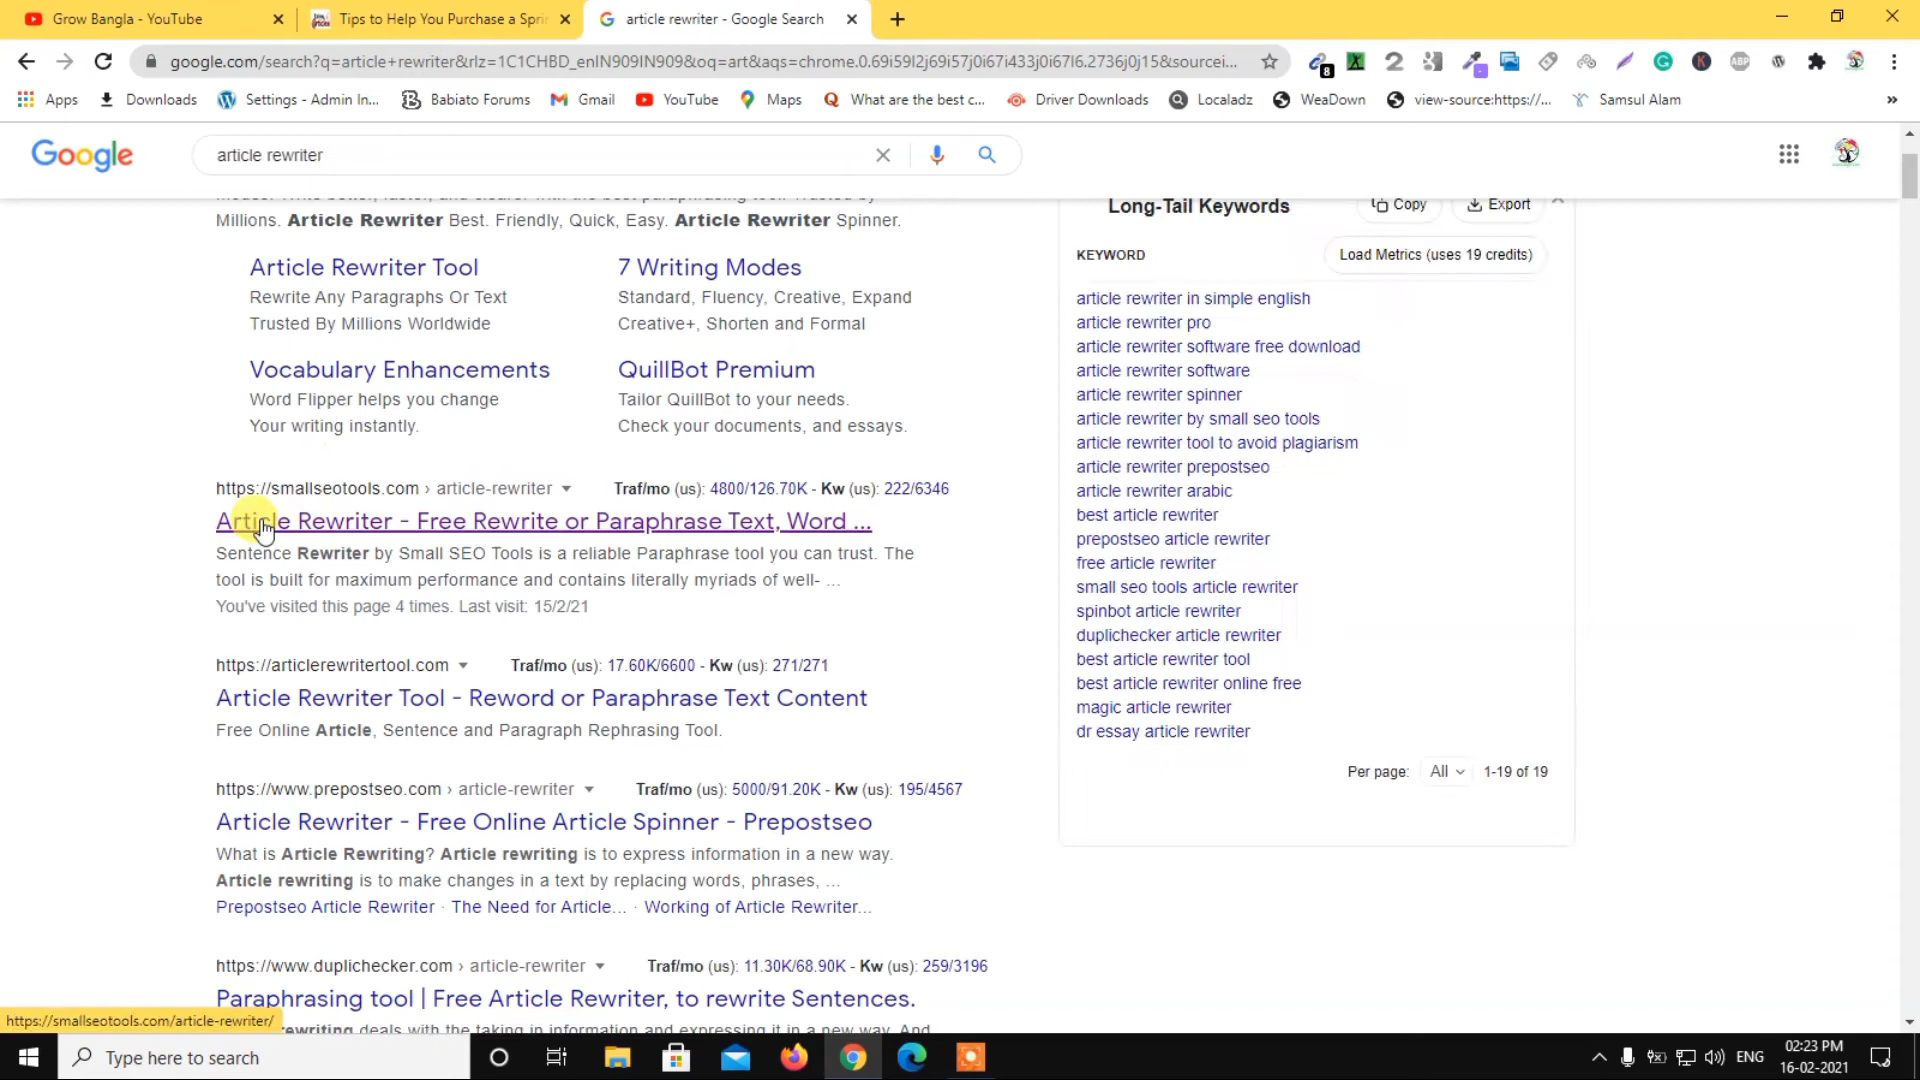 Grow Bangla - YouTube
Tips to Help You Purchase a Spri
article rewriter - Google Search
google.com/search?q=article+rewriter&rlz=1C1CHBD_enIN909IN909&oq=art&aqs=chrome.0.69i59l2j69i57j0i67i433j0i67l6.2736j0j15&sourcei...
8
ABP
Apps
Downloads
Settings - Admin In...
Babiato Forums
Gmail
YouTube
Maps
What are the best c...
Driver Downloads
Localadz
WeaDown
view-source:https://...
Samsul Alam
»
Google
article rewriter
Millions. Article Rewriter Best. Friendly, Quick, Easy. Article Rewriter Spinner.
Article Rewriter Tool
Rewrite Any Paragraphs Or Text
Trusted By Millions Worldwide
7 Writing Modes
Standard, Fluency, Creative, Expand
Creative+, Shorten and Formal
Vocabulary Enhancements
Word Flipper helps you change
Your writing instantly.
QuillBot Premium
Tailor QuillBot to your needs.
Check your documents, and essays.
https://smallseotools.com › article-rewriter Traf/mo (us): 4800/126.70K - Kw (us): 222/6346
Article Rewriter - Free Rewrite or Paraphrase Text, Word ...
Sentence Rewriter by Small SEO Tools is a reliable Paraphrase tool you can trust. The
tool is built for maximum performance and contains literally myriads of well- ...
You've visited this page 4 times. Last visit: 15/2/21
https://articlerewritertool.com Traf/mo (us): 17.60K/6600 - Kw (us): 271/271
Article Rewriter Tool - Reword or Paraphrase Text Content
Free Online Article, Sentence and Paragraph Rephrasing Tool.
https://www.prepostseo.com › article-rewriter Traf/mo (us): 5000/91.20K - Kw (us): 195/4567
Article Rewriter - Free Online Article Spinner - Prepostseo
What is Article Rewriting? Article rewriting is to express information in a new way.
Article rewriting is to make changes in a text by replacing words, phrases, ...
Prepostseo Article Rewriter · The Need for Article... · Working of Article Rewriter...
https://www.duplichecker.com › article-rewriter Traf/mo (us): 11.30K/68.90K - Kw (us): 259/3196
Paraphrasing tool | Free Article Rewriter, to rewrite Sentences.
rewriting deals with the taking in information and expressing it in a new way. And
https://smallseotools.com/article-rewriter/
Long-Tail Keywords
Copy
Export
KEYWORD
Load Metrics (uses 19 credits)
article rewriter in simple english
article rewriter pro
article rewriter software free download
article rewriter software
article rewriter spinner
article rewriter by small seo tools
article rewriter tool to avoid plagiarism
article rewriter prepostseo
article rewriter arabic
best article rewriter
prepostseo article rewriter
free article rewriter
small seo tools article rewriter
spinbot article rewriter
duplichecker article rewriter
best article rewriter tool
best article rewriter online free
magic article rewriter
dr essay article rewriter
Per page: All 1-19 of 19
Type here to search
ENG
02:23 PM
16-02-2021